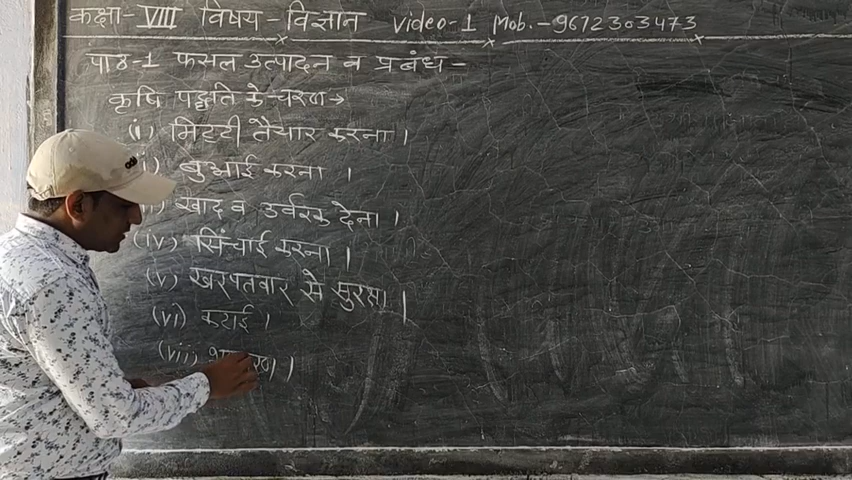 कक्षा- VIII विषय - विज्ञान Video-1 Mob. - 9672303473
पाठ-1 फसल उत्पादन व प्रबंध -
कृषि पद्धति के चरण →
(i) मिट्टी तैयार करना ।
i) बुआई करना ।
i) खाद व उर्वरक देना ।
(iv) सिंचाई करना ।
(v) खरपतवार से सुरक्षा ।
(vi) कटाई ।
(vii)